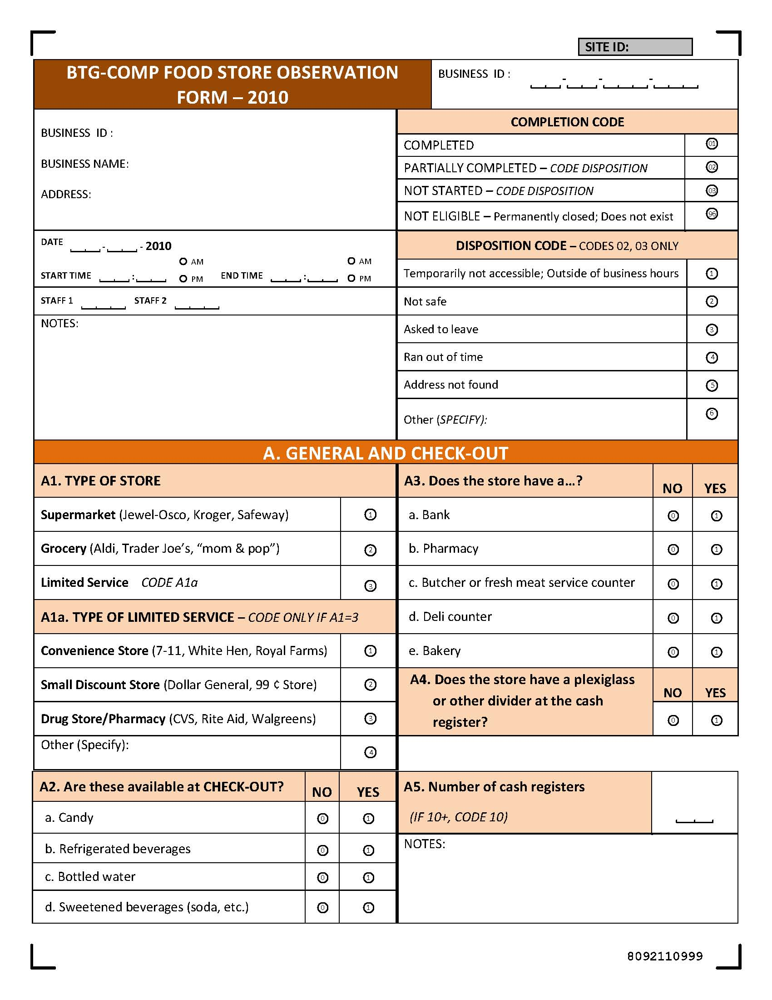 SITE ID:
BTG-COMP FOOD STORE OBSERVATION
FORM – 2010
BUSINESS ID :
- - -
BUSINESS ID :
BUSINESS NAME:
ADDRESS:
COMPLETION CODE
COMPLETED 01
PARTIALLY COMPLETED – CODE DISPOSITION 02
NOT STARTED – CODE DISPOSITION 03
NOT ELIGIBLE – Permanently closed; Does not exist 96
DATE - - 2010
AM AM
START TIME : PM END TIME : PM
STAFF 1 STAFF 2
NOTES:
DISPOSITION CODE – CODES 02, 03 ONLY
Temporarily not accessible; Outside of business hours 1
Not safe 2
Asked to leave 3
Ran out of time 4
Address not found 5
Other (SPECIFY): 6
A. GENERAL AND CHECK-OUT
A1. TYPE OF STORE
Supermarket (Jewel-Osco, Kroger, Safeway) 1
Grocery (Aldi, Trader Joe’s, “mom & pop”) 2
Limited Service CODE A1a 3
A1a. TYPE OF LIMITED SERVICE – CODE ONLY IF A1=3
Convenience Store (7-11, White Hen, Royal Farms) 1
Small Discount Store (Dollar General, 99 ¢ Store) 2
Drug Store/Pharmacy (CVS, Rite Aid, Walgreens) 3
Other (Specify): 4
A3. Does the store have a...? NO YES
a. Bank 0 1
b. Pharmacy 0 1
c. Butcher or fresh meat service counter 0 1
d. Deli counter 0 1
e. Bakery 0 1
A4. Does the store have a plexiglass
or other divider at the cash
register?
NO YES
0 1
A2. Are these available at CHECK-OUT? NO YES
a. Candy 0 1
b. Refrigerated beverages 0 1
c. Bottled water 0 1
d. Sweetened beverages (soda, etc.) 0 1
A5. Number of cash registers
(IF 10+, CODE 10)
NOTES:
8092110999